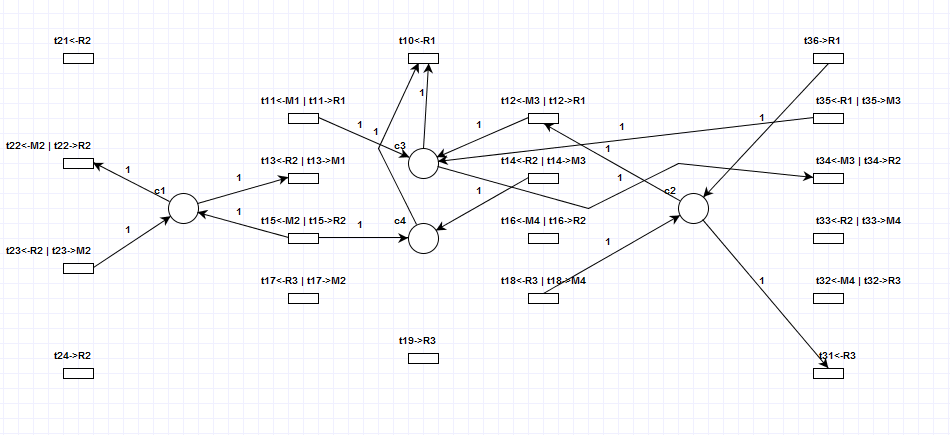 t21<-R2
t10<-R1
t36->R1
1
t11<-M1 | t11->R1
t12<-M3 | t12->R1
t35<-R1 | t35->M3
1
1
1
1
1
1
t22<-M2 | t22->R2
c3
t13<-R2 | t13->M1
t14<-R2 | t14->M3
t34<-M3 | t34->R2
1
1
1
1
c1
c2
1
t15<-M2 | t15->R2
c4
t16<-M4 | t16->R2
t33<-R2 | t33->M4
1
1
1
t23<-R2 | t23->M2
t17<-R3 | t17->M2
t18<-R3 | t18->M4
1
t32<-M4 | t32->R3
t24->R2
t19->R3
t31<-R3